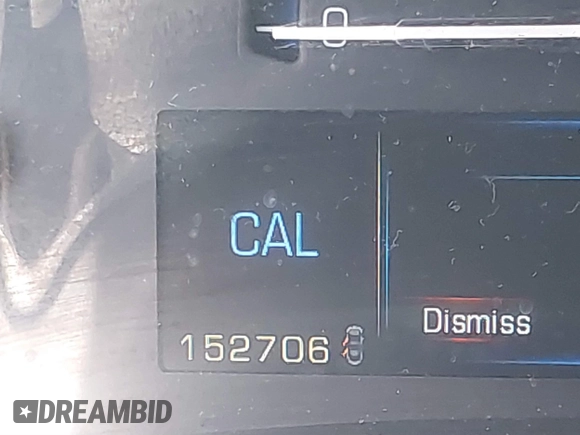 0
CAL
Dismiss
152706
DREAMBID